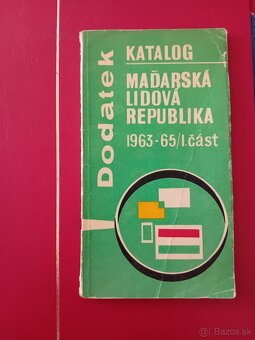 Dodatek
KATALOG
MAĎARSKÁ
LIDOVÁ
REPUBLIKA
1963-65/I.část
© Bazos.sk